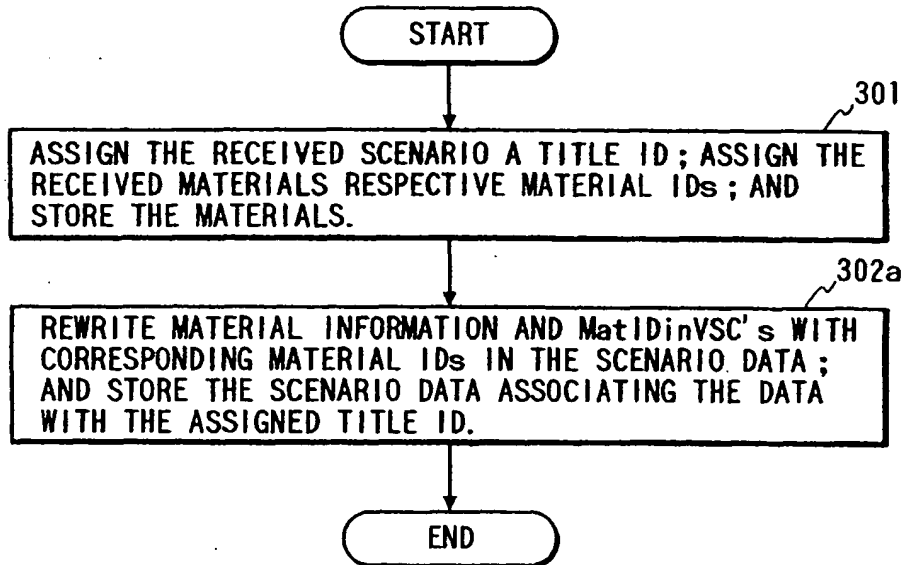 START
301
ASSIGN THE RECEIVED SCENARIO A TITLE ID; ASSIGN THE
RECEIVED MATERIALS RESPECTIVE MATERIAL IDs; AND
STORE THE MATERIALS.
302a
REWRITE MATERIAL INFORMATION AND MatIDinVSC's WITH
CORRESPONDING MATERIAL IDs IN THE SCENARIO DATA;
AND STORE THE SCENARIO DATA ASSOCIATING THE DATA
WITH THE ASSIGNED TITLE ID.
END